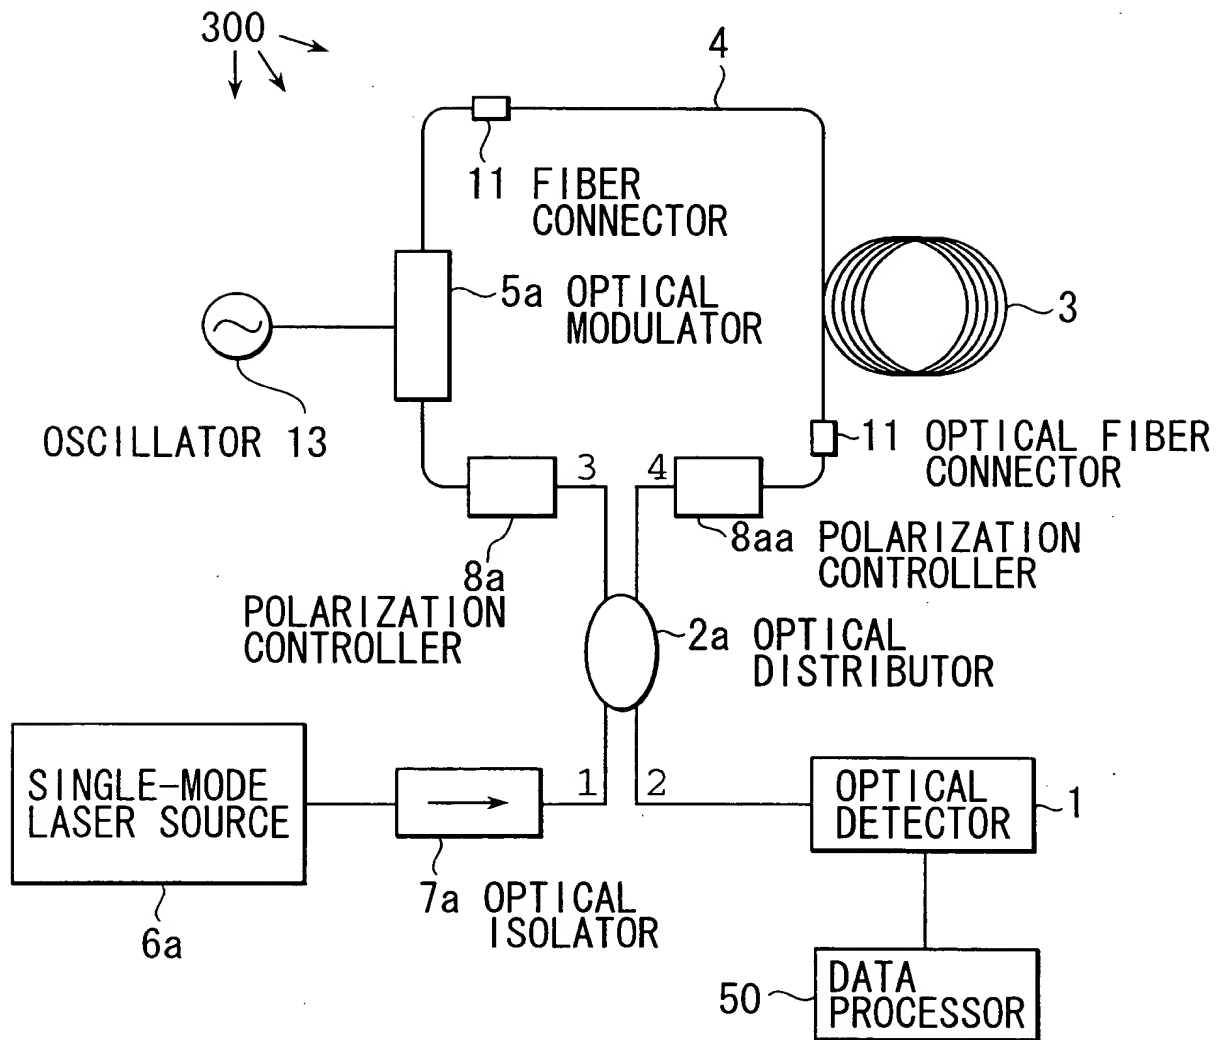 300
4
11 FIBER
CONNECTOR
5a OPTICAL
MODULATOR
3
OSCILLATOR 13
11 OPTICAL FIBER
CONNECTOR
3
4
8a
POLARIZATION
CONTROLLER
8aa POLARIZATION
CONTROLLER
2a OPTICAL
DISTRIBUTOR
SINGLE-MODE
LASER SOURCE
1
2
OPTICAL
DETECTOR
1
7a OPTICAL
ISOLATOR
6a
50
DATA
PROCESSOR